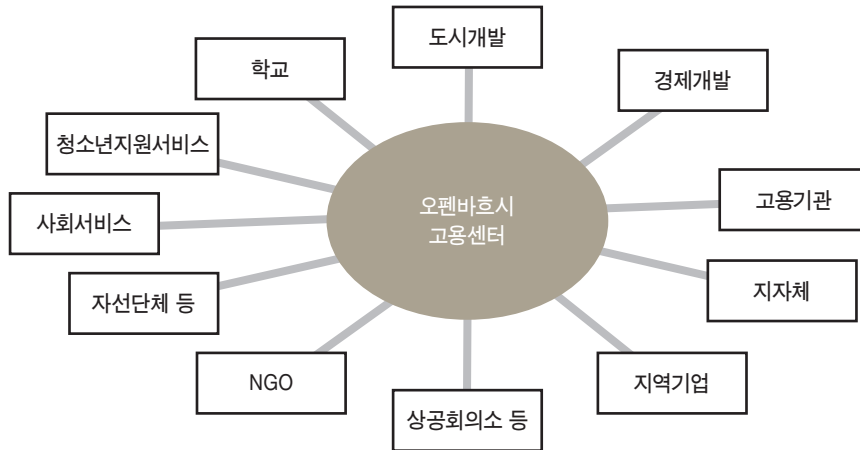 도시개발
학교
경제개발
청소년지원서비스
오펜바흐시
고용센터
고용기관
사회서비스
자선단체 등
지자체
NGO
지역기업
상공회의소 등